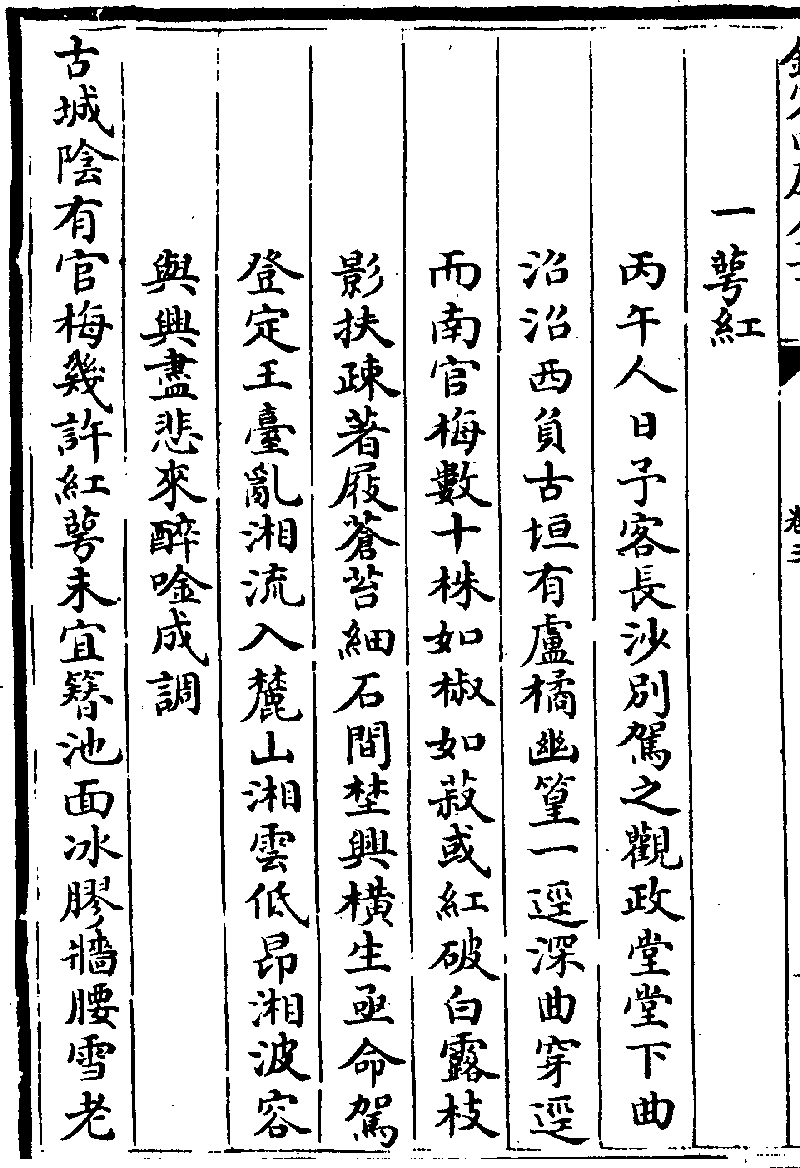 一蕚紅
丙午人日予客長沙別駕之觀政堂堂下曲
沼沼西負古垣有盧橘幽篁一逕深曲穿逕
而南官梅數十株如椒如菽或紅破白露枝
影扶疎著屐蒼苔細石間埜興橫生亟命駕
登定王臺亂湘流入麓山湘雲低昂湘波容
與興盡悲來醉唫成調
古城陰有官梅幾許紅蕚未宜簪池面冰膠牆腰雪老